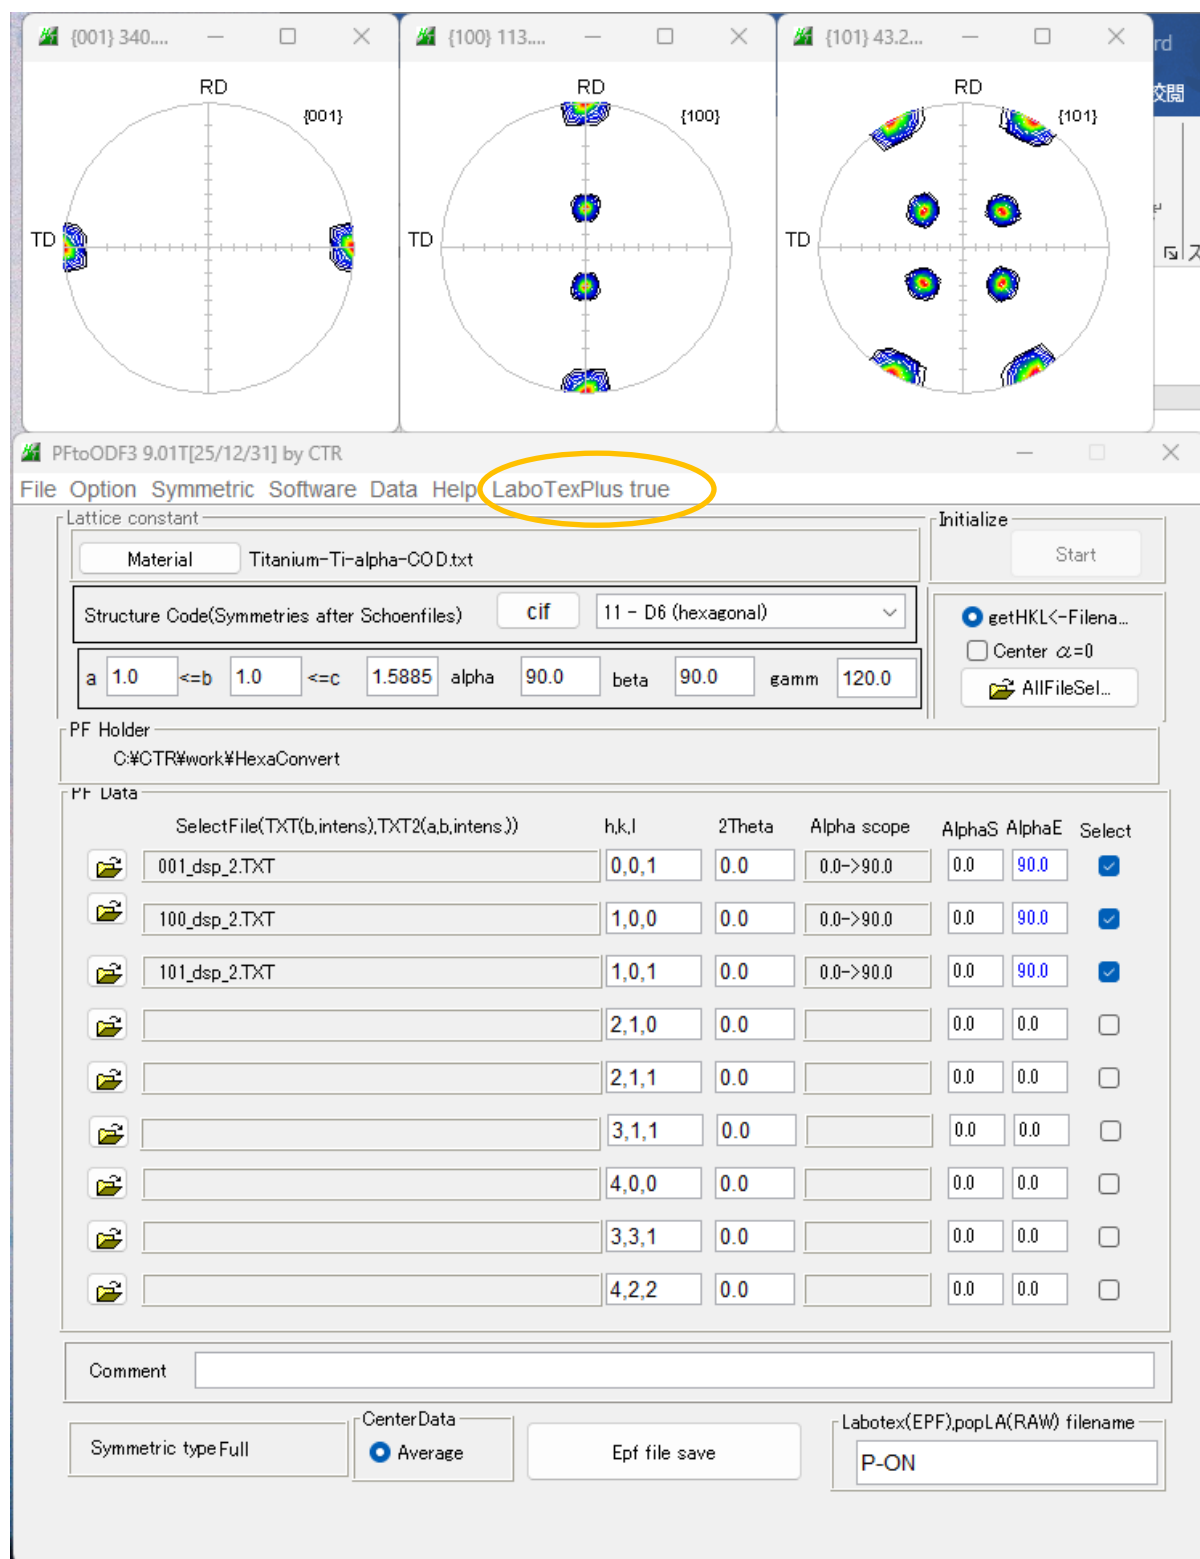 {001} 340....
{100} 113....
{101} 43.2...
rd
校閲
RD
{001}
TD
RD
{100}
TD
RD
{101}
TD
ス
PFtoODF3 9.01T[25/12/31] by CTR
File Option Symmetric Software Data Help LaboTexPlus true
Lattice constant
Initialize
Material
Titanium-Ti-alpha-COD.txt
Start
Structure Code(Symmetries after Schoenfiles)
cif
11 - D6 (hexagonal)
getHKL<-Filena...
Center α=0
AllFileSel...
a 1.0 <=b 1.0 <=c 1.5885 alpha 90.0 beta 90.0 gamm 120.0
PF Holder
C:¥CTR¥work¥HexaConvert
PF Data
SelectFile(TXT(b,intens),TXT2(a,b,intens.)) h,k,l 2Theta Alpha scope AlphaS AlphaE Select
001_dsp_2.TXT 0,0,1 0.0 0.0->90.0 0.0 90.0
100_dsp_2.TXT 1,0,0 0.0 0.0->90.0 0.0 90.0
101_dsp_2.TXT 1,0,1 0.0 0.0->90.0 0.0 90.0
2,1,0 0.0 0.0 0.0
2,1,1 0.0 0.0 0.0
3,1,1 0.0 0.0 0.0
4,0,0 0.0 0.0 0.0
3,3,1 0.0 0.0 0.0
4,2,2 0.0 0.0 0.0
Comment
Symmetric type Full
CenterData
Average
Epf file save
Labotex(EPF),popLA(RAW) filename
P-ON